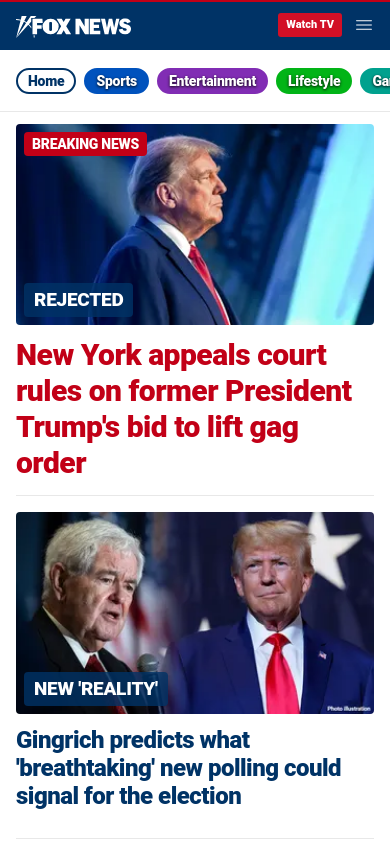 FOX NEWS
Watch TV
Home
Sports
Entertainment
Lifestyle
Ga
BREAKING NEWS
REJECTED
New York appeals court
rules on former President
Trump's bid to lift gag
order
NEW 'REALITY'
Photo illustration
Gingrich predicts what
'breathtaking' new polling could
signal for the election